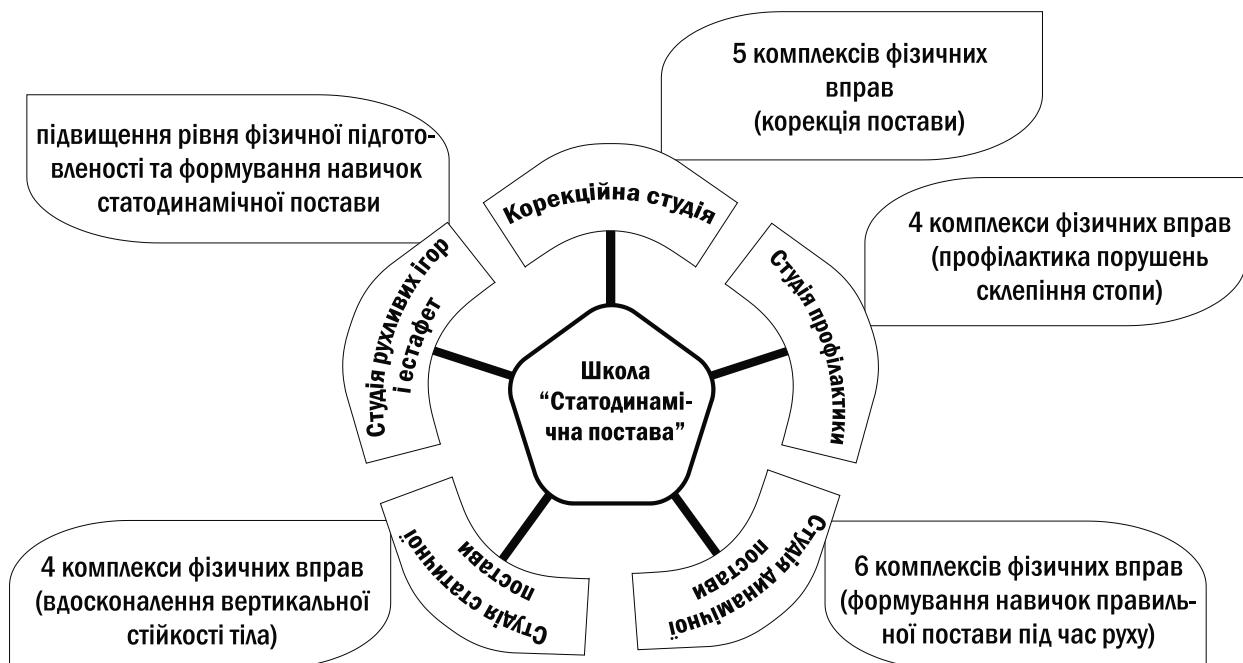 5 комплексів фізичних
вправ
(корекція постави)
підвищення рівня фізичної підгото-
вленості та формування навичок
статодинамічної постави
Корекційна студія
4 комплекси фізичних вправ
(профілактика порушень
склепіння стопи)
Студія рухливих ігор
і естафет
Студія профілактики
Школа
“Статодинамі-
чна постава”
Студія статичної
постави
Студія динамічної
постави
4 комплекси фізичних вправ
(вдосконалення вертикальної
стійкості тіла)
6 комплексів фізичних вправ
(формування навичок правиль-
ної постави під час руху)